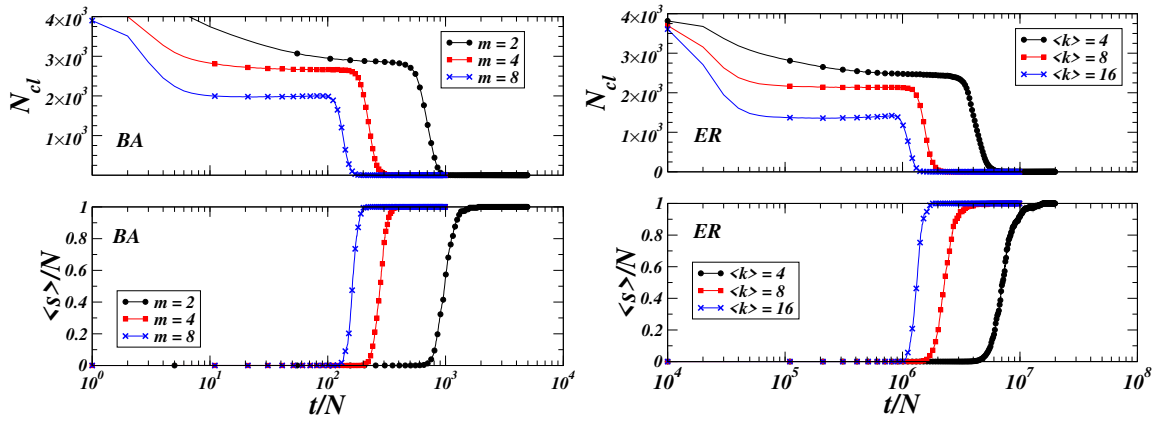 4×10³
3×10³
2×10³
1×10³
0
N_cl
BA
m = 2
m = 4
m = 8
1
0.8
0.6
0.4
0.2
0
<s>/N
BA
m = 2
m = 4
m = 8
10⁰
10¹
10²
10³
10⁴
t/N
4×10³
3×10³
2×10³
1×10³
0
N_cl
ER
<k> = 4
<k> = 8
<k> = 16
1
0.8
0.6
0.4
0.2
0
<s>/N
ER
<k> = 4
<k> = 8
<k> = 16
10⁴
10⁵
10⁶
10⁷
10⁸
t/N